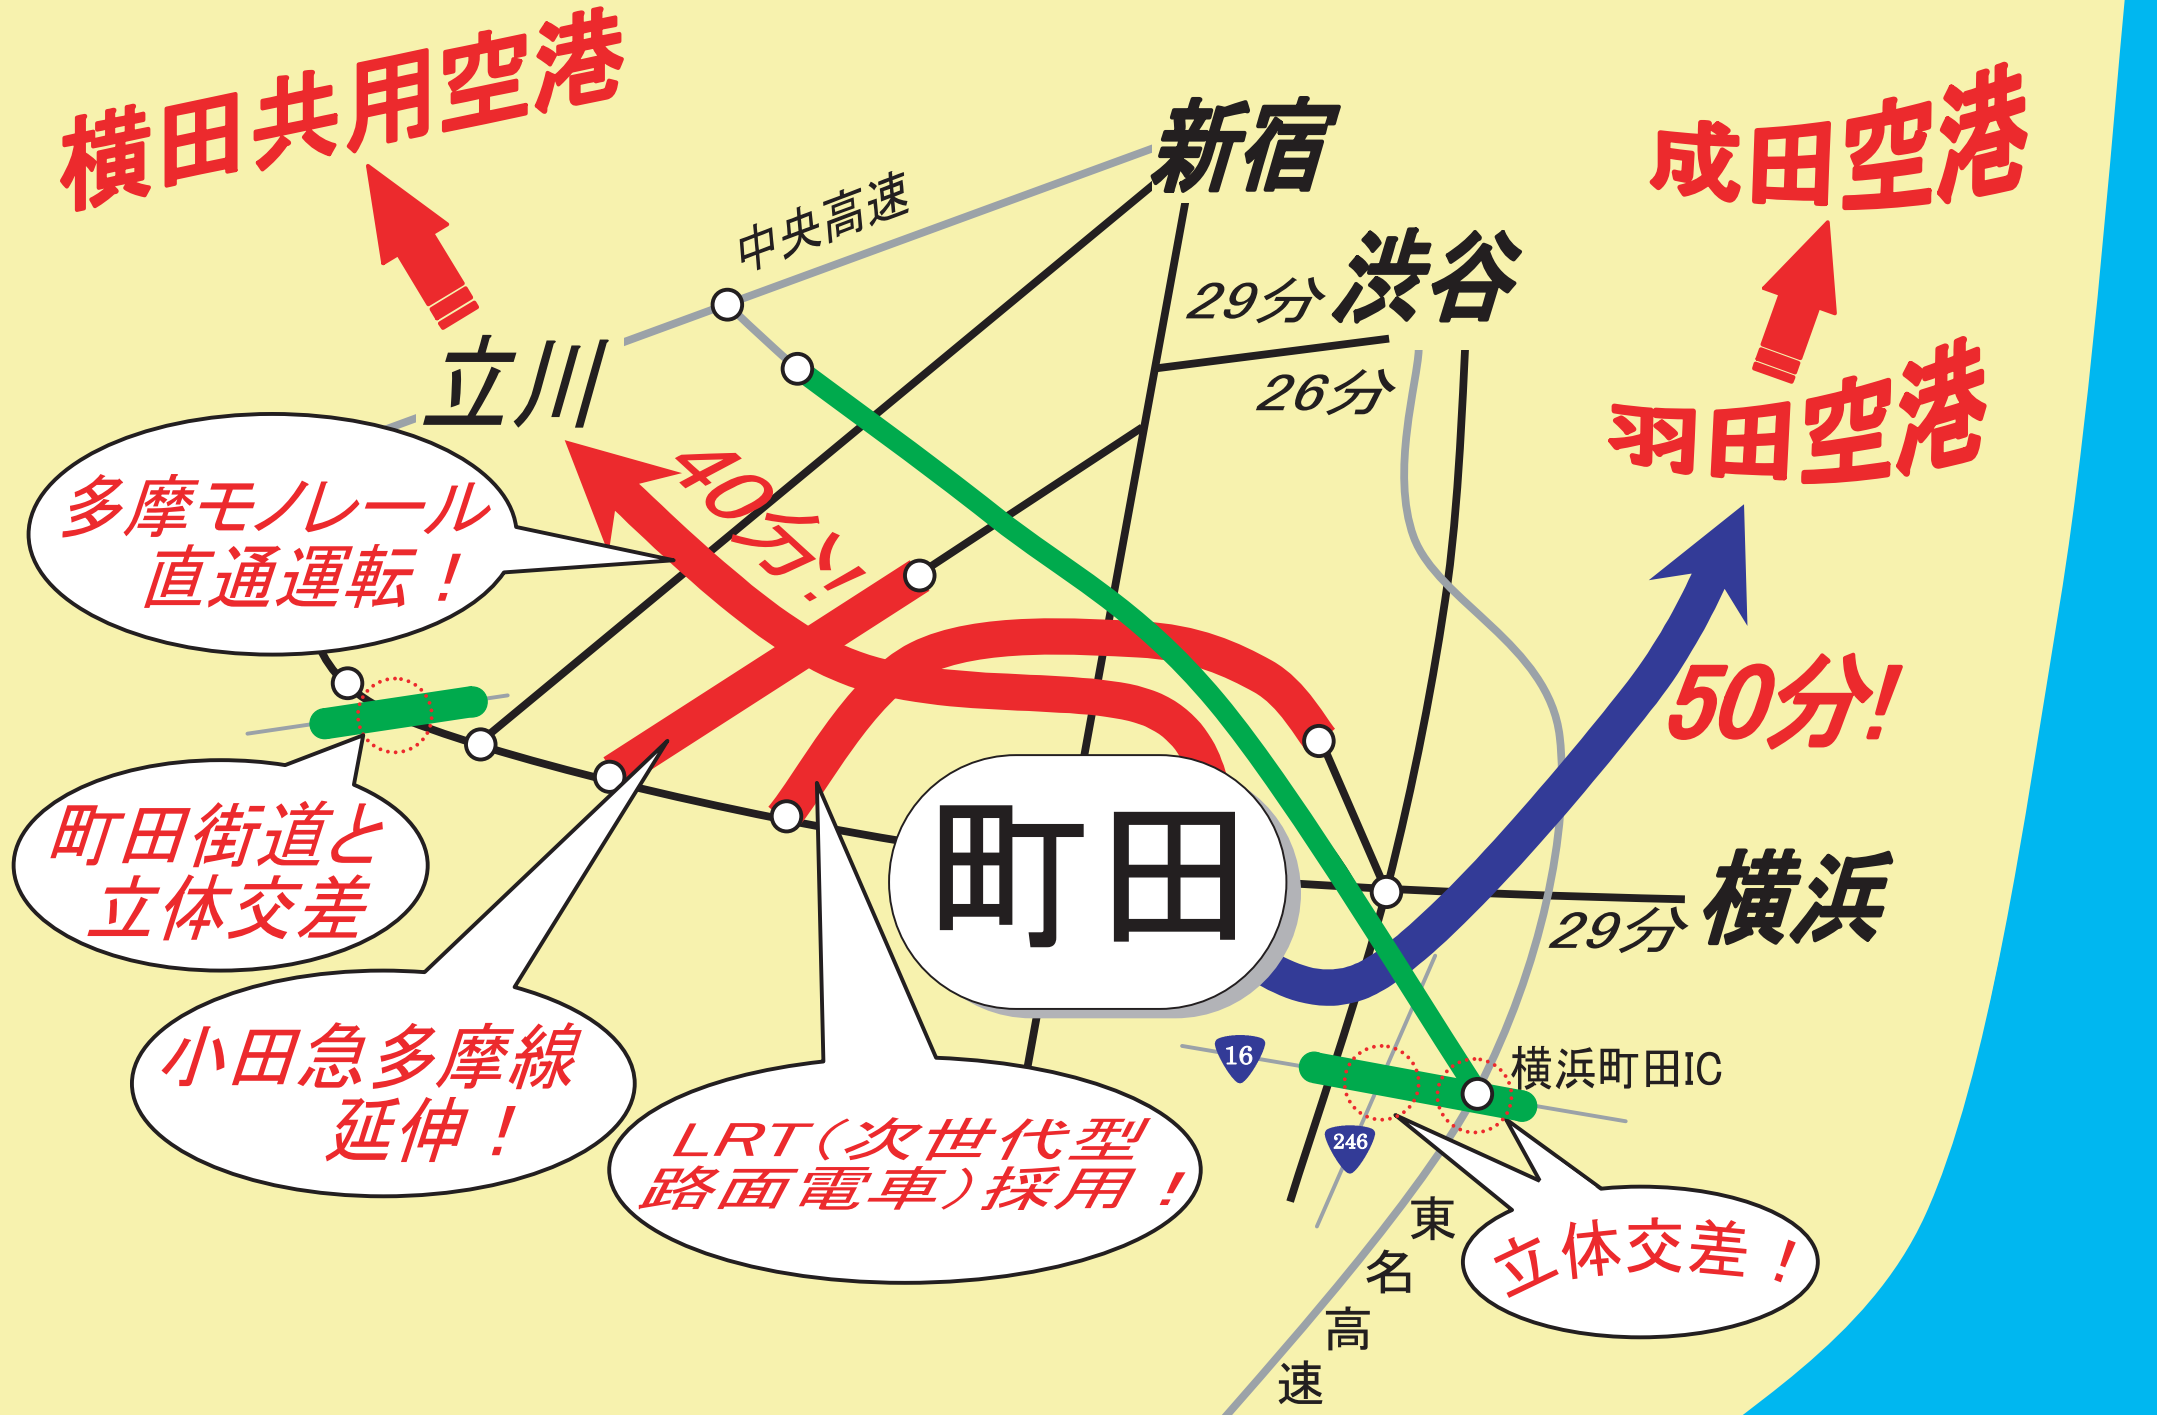 横田共用空港
新宿
成田空港
中央高速
29分
渋谷
立川
26分
羽田空港
40分!
多摩モノレール
直通運転！
50分!
町田街道と
立体交差
町田
横浜
29分
小田急多摩線
延伸！
16
横浜町田IC
LRT（次世代型
路面電車）採用！
246
東名高速
立体交差！